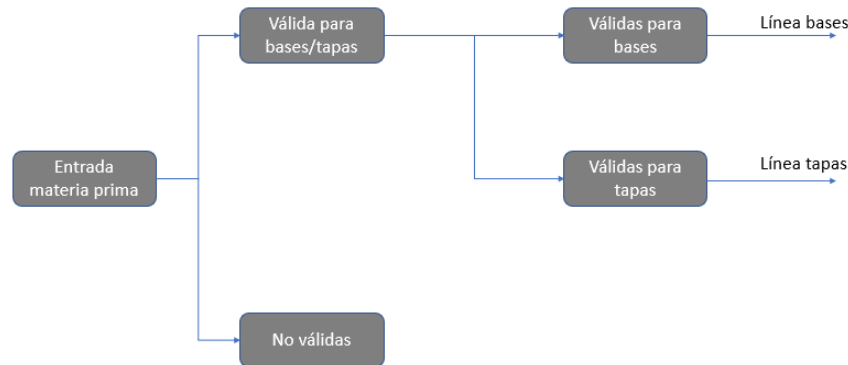 Válida para
bases/tapas
Válidas para
bases
Línea bases
Entrada
materia prima
Válidas para
tapas
Línea tapas
No válidas